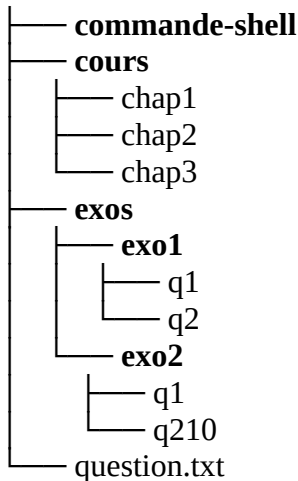 commande-shell
cours
chap1
chap2
chap3
exos
exo1
q1
q2
exo2
q1
q210
question.txt